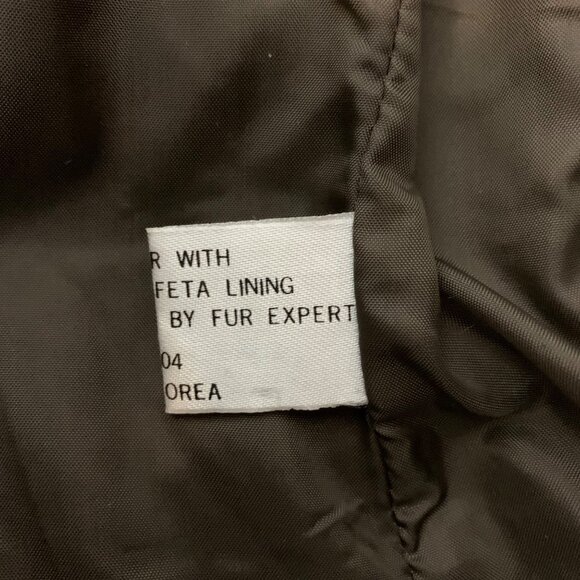 R WITH
FETA LINING
BY FUR EXPERT
04
OREA